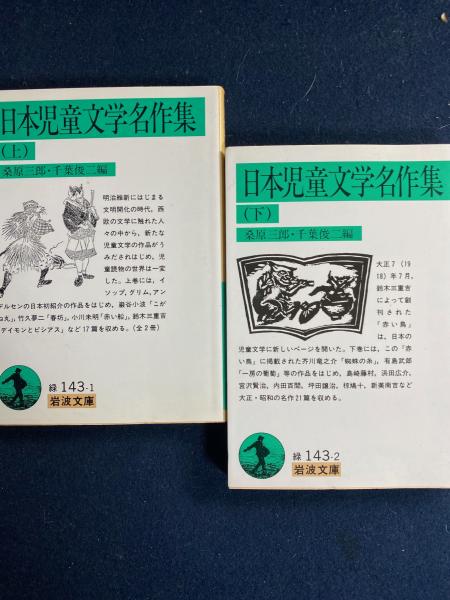 日本児童文学名作集
(上)
桑原三郎・千葉俊二編
明治維新にはじまる
文明開化の時代。西
欧の文学に触れた人
々の中から、新たな
児童文学の作品がう
みだされはじめ、児
童読物の世界は一変
した。上巻には、イ
ソップ、グリム、アン
デルセンの日本初紹介の作品をはじめ、巌谷小波「こが
ね丸」、竹久夢二「春坊」、小川未明「赤い船」、鈴木三重吉
「デイモンとピシアス」など17篇を収める。(全2冊)
緑 143-1
岩波文庫
日本児童文学名作集
(下)
桑原三郎・千葉俊二編
大正7(19
18)年7月、
鈴木三重吉
によって創
刊された
『赤い鳥』
は、日本の
児童文学に新しいページを開いた。下巻には、この『赤
い鳥』に掲載された芥川竜之介「蜘蛛の糸」、有島武郎
「一房の葡萄」等の作品をはじめ、島崎藤村、浜田広介、
宮沢賢治、内田百閒、坪田譲治、椋鳩十、新美南吉など
大正・昭和の名作21篇を収める。
緑 143-2
岩波文庫